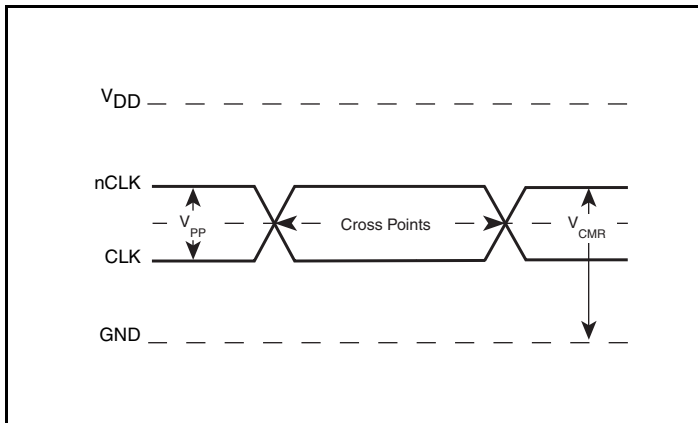 VDD
nCLK
VPP
Cross Points
VCMR
CLK
GND